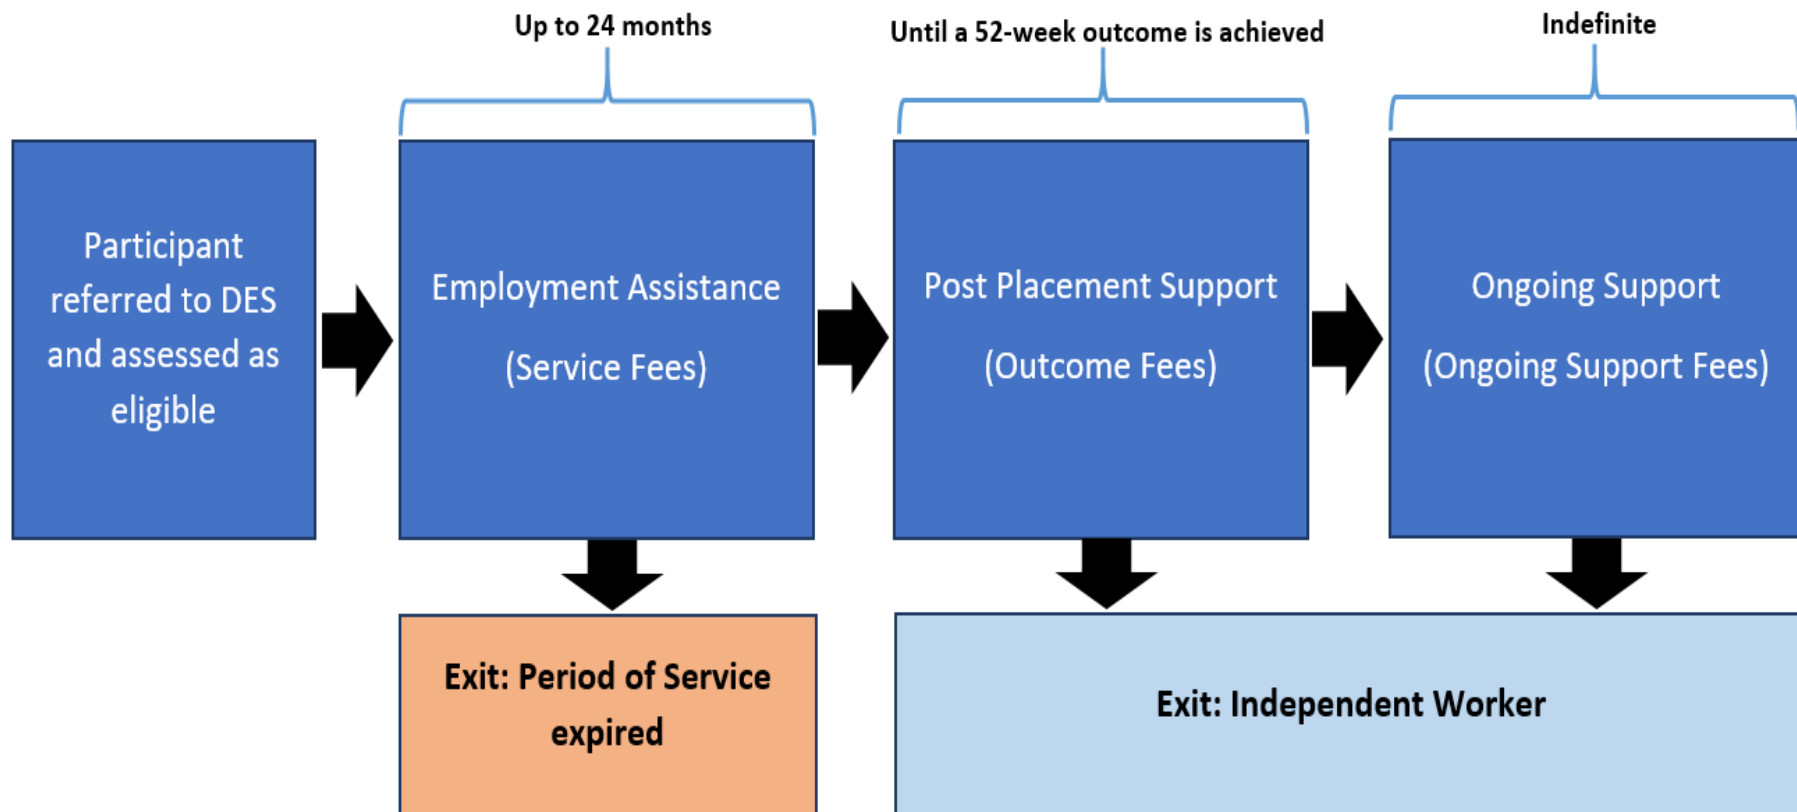 Up to 24 months
Until a 52-week outcome is achieved
Indefinite
Participant
referred to DES
and assessed as
eligible
Employment Assistance
(Service Fees)
Post Placement Support
(Outcome Fees)
Ongoing Support
(Ongoing Support Fees)
Exit: Period of Service
expired
Exit: Independent Worker